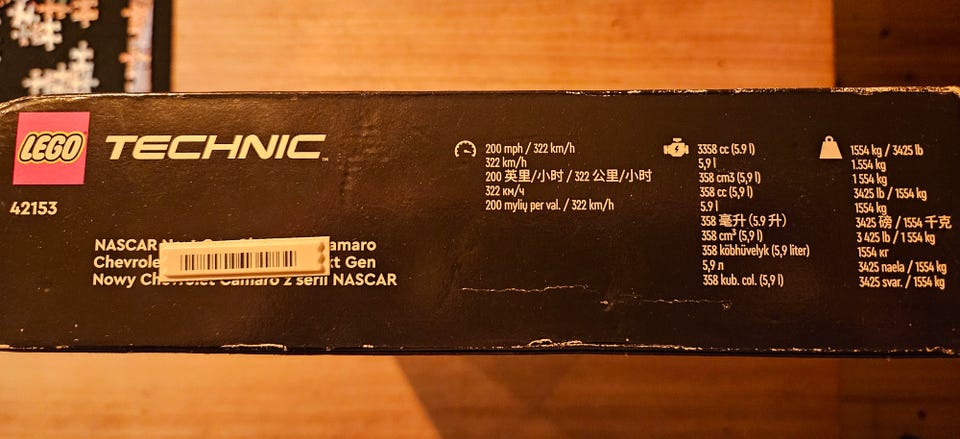 LEGO TECHNIC™
42153
NASCAR amaro
Chevrole xt Gen
Nowy Chevrolet Camaro z serii NASCAR
200 mph / 322 km/h
322 km/h
200 英里/小时 / 322 公里/小时
322 км/ч
200 mylių per val. / 322 km/h
3358 cc (5.9 l)
5,9 l
358 cm3 (5,9 l)
358 cc (5,9 l)
5.9 l
358 毫升 (5.9 升)
358 cm³ (5,9 l)
358 köbhüvelyk (5,9 liter)
5,9 л
358 kub. col. (5,9 l)
1554 kg / 3425 lb
1.554 kg
1 554 kg
3425 lb / 1554 kg
1554 kg
3425 磅 / 1554 千克
3 425 lb / 1 554 kg
1554 кг
3425 naela / 1554 kg
3425 svar. / 1554 kg